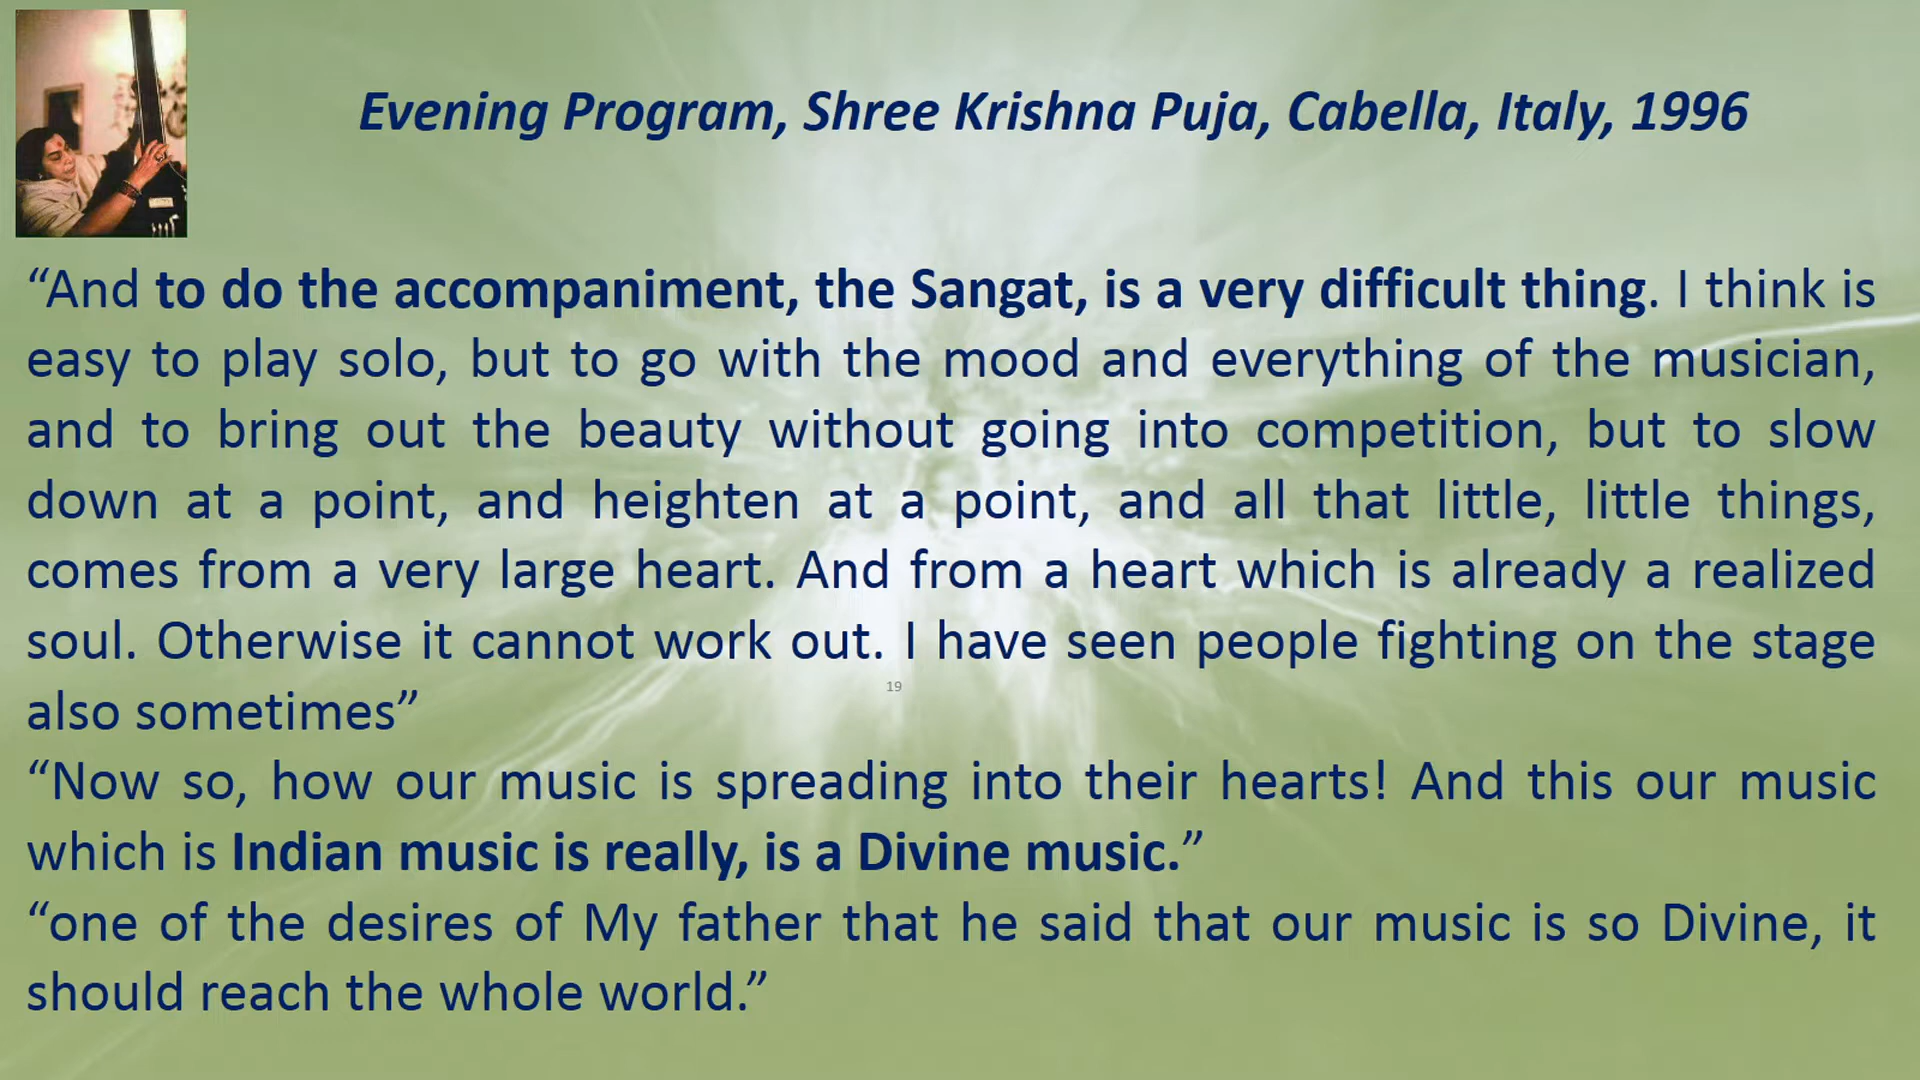 Evening Program, Shree Krishna Puja, Cabella, Italy, 1996
“And to do the accompaniment, the Sangat, is a very difficult thing. I think is
easy to play solo, but to go with the mood and everything of the musician,
and to bring out the beauty without going into competition, but to slow
down at a point, and heighten at a point, and all that little, little things,
comes from a very large heart. And from a heart which is already a realized
soul. Otherwise it cannot work out. I have seen people fighting on the stage
19
also sometimes”
“Now so, how our music is spreading into their hearts! And this our music
which is Indian music is really, is a Divine music.”
“one of the desires of My father that he said that our music is so Divine, it
should reach the whole world.”